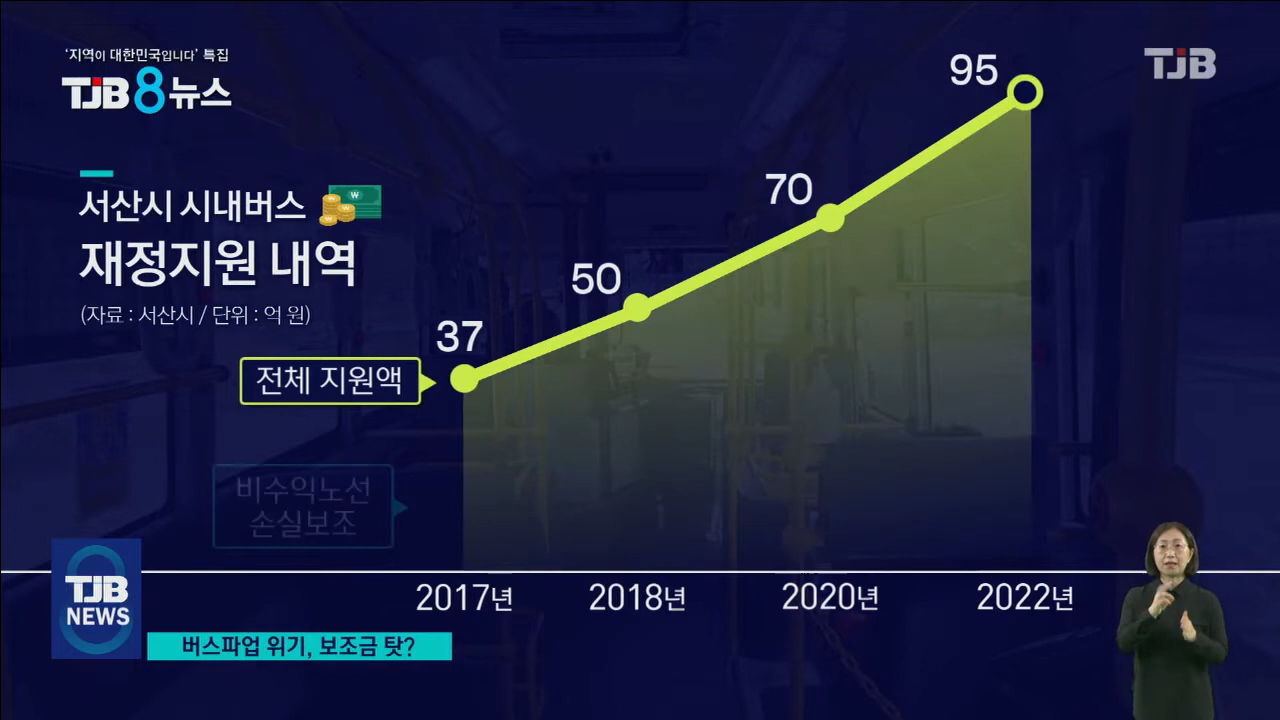 ‘지역이 대한민국입니다’ 특집
TJB 8 뉴스
TJB
서산시 시내버스
재정지원 내역
(자료 : 서산시 / 단위 : 억 원)
95
70
50
37
전체 지원액
비수익노선
손실보조
2017년
2018년
2020년
2022년
TJB
NEWS
버스파업 위기, 보조금 탓?